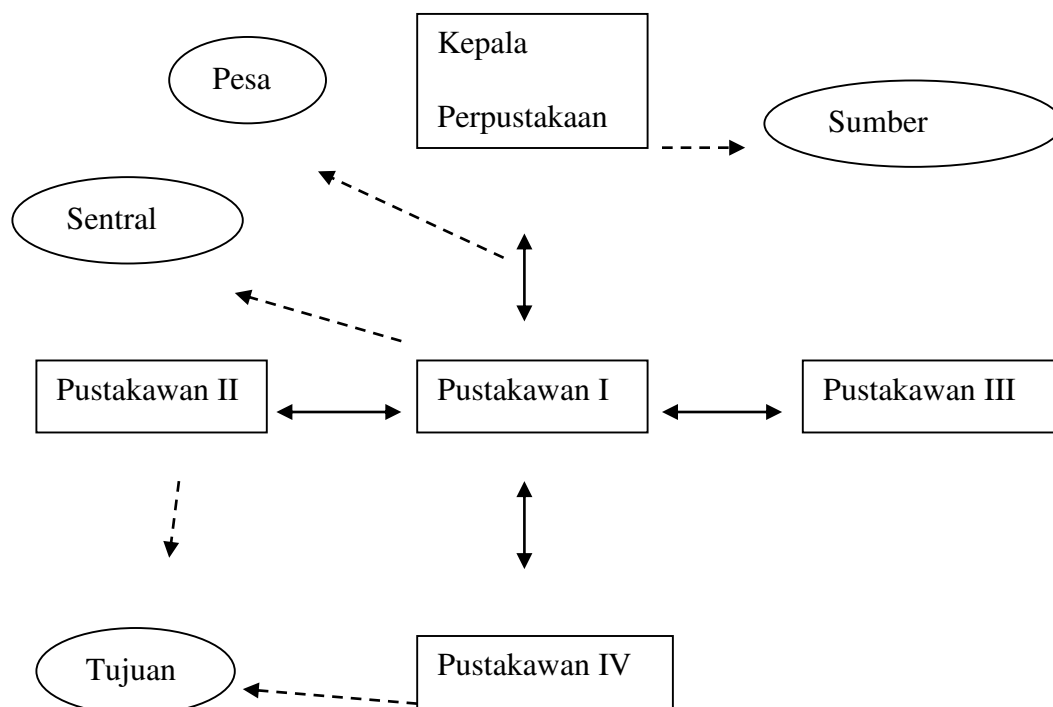 Kepala
Perpustakaan
Pesa
Sumber
Sentral
Pustakawan II
Pustakawan I
Pustakawan III
Tujuan
Pustakawan IV